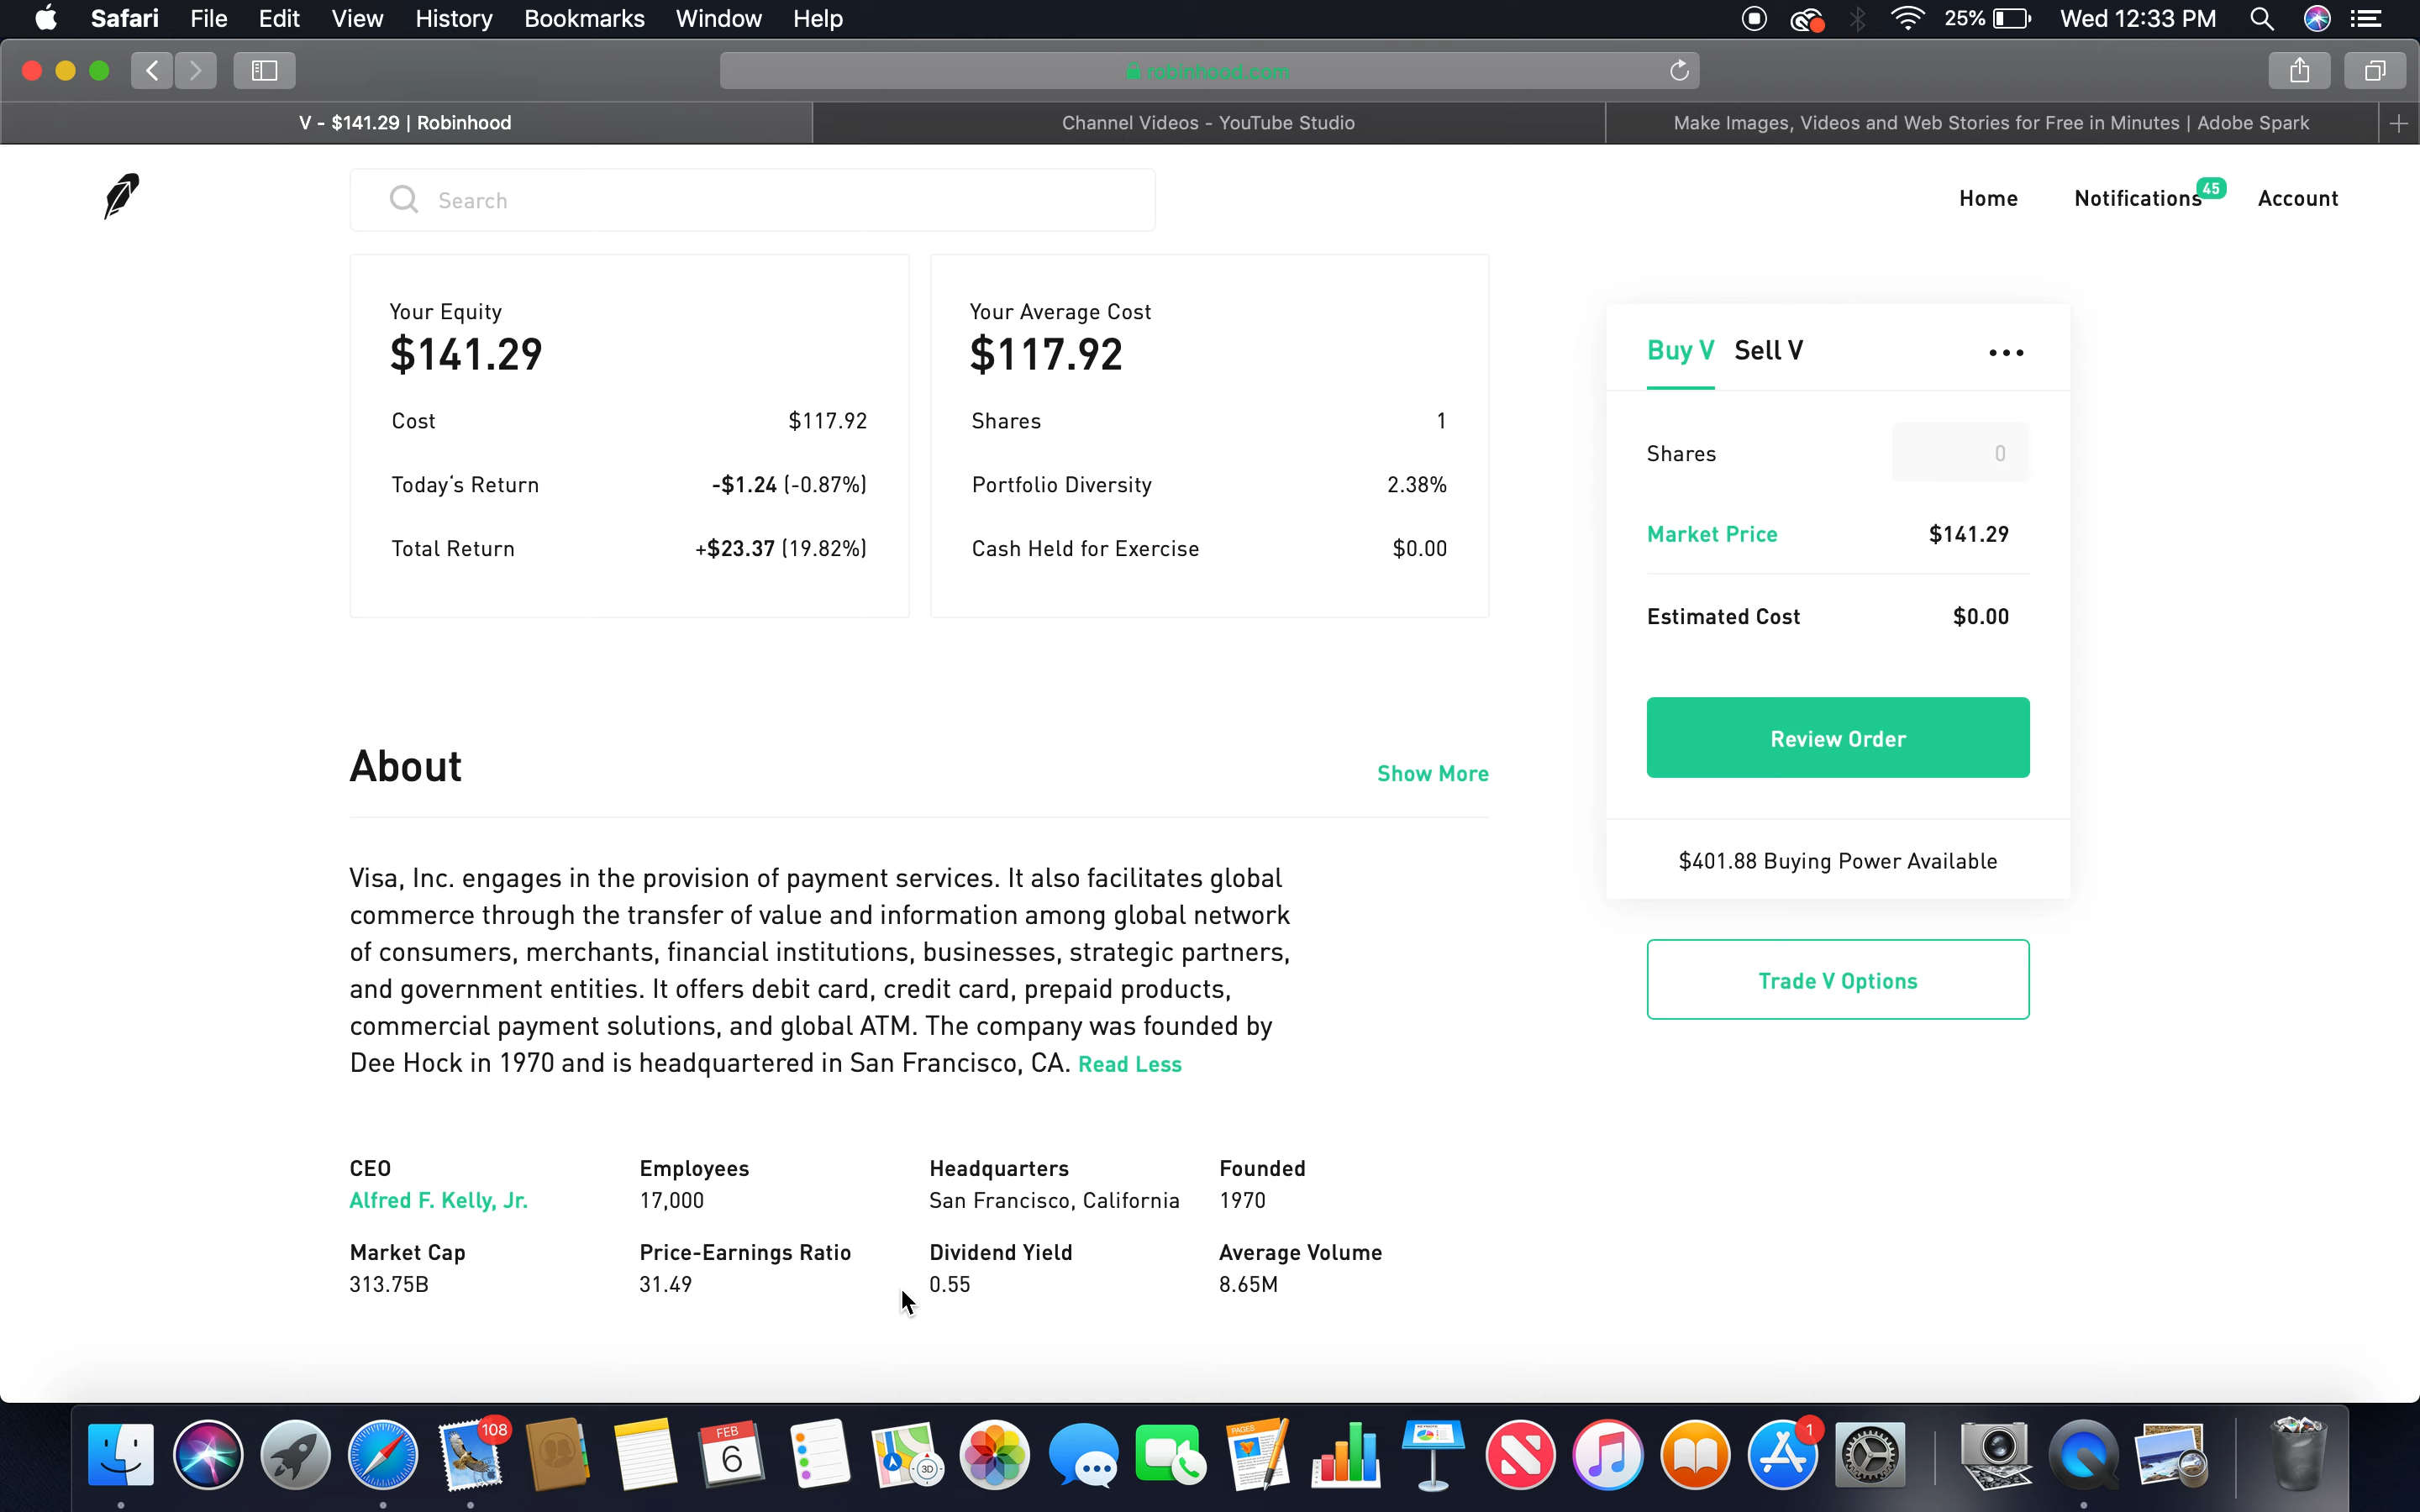 Safari File Edit View History Bookmarks Window Help 25% Wed 12:33 PM
robinhood.com
V - $141.29 | Robinhood
Channel Videos - YouTube Studio
Make Images, Videos and Web Stories for Free in Minutes | Adobe Spark
Search
Home
Notifications 45
Account
Your Equity
$141.29
Cost $117.92
Today's Return -$1.24 (-0.87%)
Total Return +$23.37 (19.82%)
Your Average Cost
$117.92
Shares 1
Portfolio Diversity 2.38%
Cash Held for Exercise $0.00
Buy V Sell V
Shares 0
Market Price $141.29
Estimated Cost $0.00
Review Order
$401.88 Buying Power Available
Trade V Options
About
Show More
Visa, Inc. engages in the provision of payment services. It also facilitates global
commerce through the transfer of value and information among global network
of consumers, merchants, financial institutions, businesses, strategic partners,
and government entities. It offers debit card, credit card, prepaid products,
commercial payment solutions, and global ATM. The company was founded by
Dee Hock in 1970 and is headquartered in San Francisco, CA. Read Less
CEO
Alfred F. Kelly, Jr.
Employees
17,000
Headquarters
San Francisco, California
Founded
1970
Market Cap
313.75B
Price-Earnings Ratio
31.49
Dividend Yield
0.55
Average Volume
8.65M
108
FEB
6
3D
PAGES
1